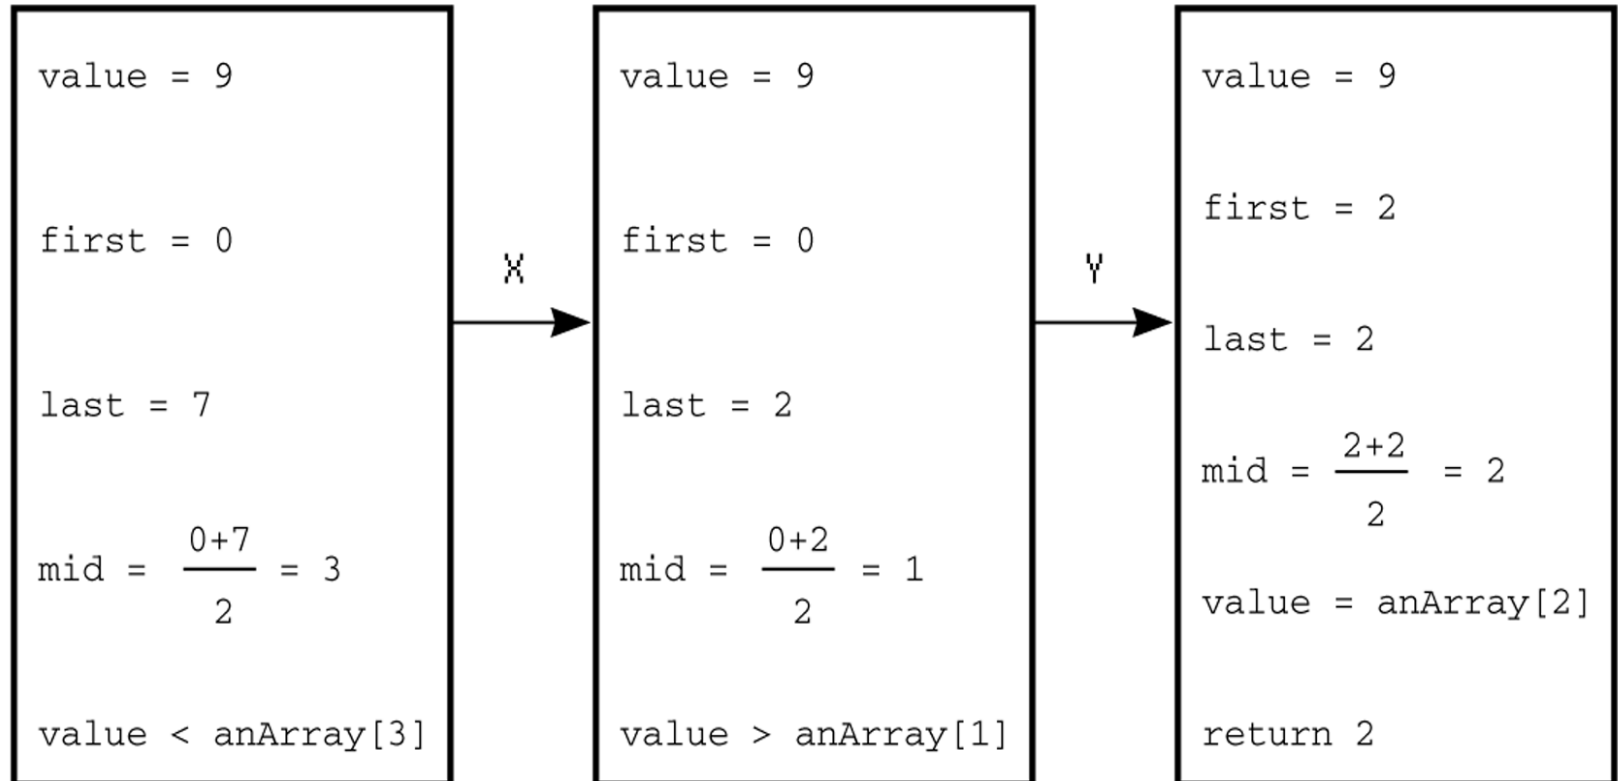 value = 9
first = 0
last = 7
mid = 0+7/2 = 3
value < anArray[3]
X
value = 9
first = 0
last = 2
mid = 0+2/2 = 1
value > anArray[1]
Y
value = 9
first = 2
last = 2
mid = 2+2/2 = 2
value = anArray[2]
return 2